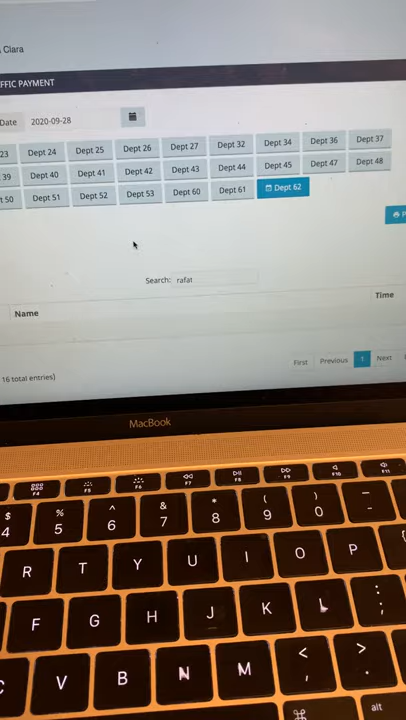 Clara
FFIC PAYMENT
Date 2020-09-28
23 Dept 24 Dept 25 Dept 26 Dept 27 Dept 32 Dept 34 Dept 36 Dept 37
39 Dept 40 Dept 41 Dept 42 Dept 43 Dept 44 Dept 45 Dept 47 Dept 48
t 50 Dept 51 Dept 52 Dept 53 Dept 60 Dept 61 Dept 62
P
Search: rafat
Name Time
16 total entries)
First Previous 1 Next
MacBook
F4 F5 F6 F7 F8 F9 F10 F11
$ % ^ & * ( ) _
4 5 6 7 8 9 0 -
R T Y U I O P {
F G H J K L : ;
C V B N M < , > .
⌘ alt